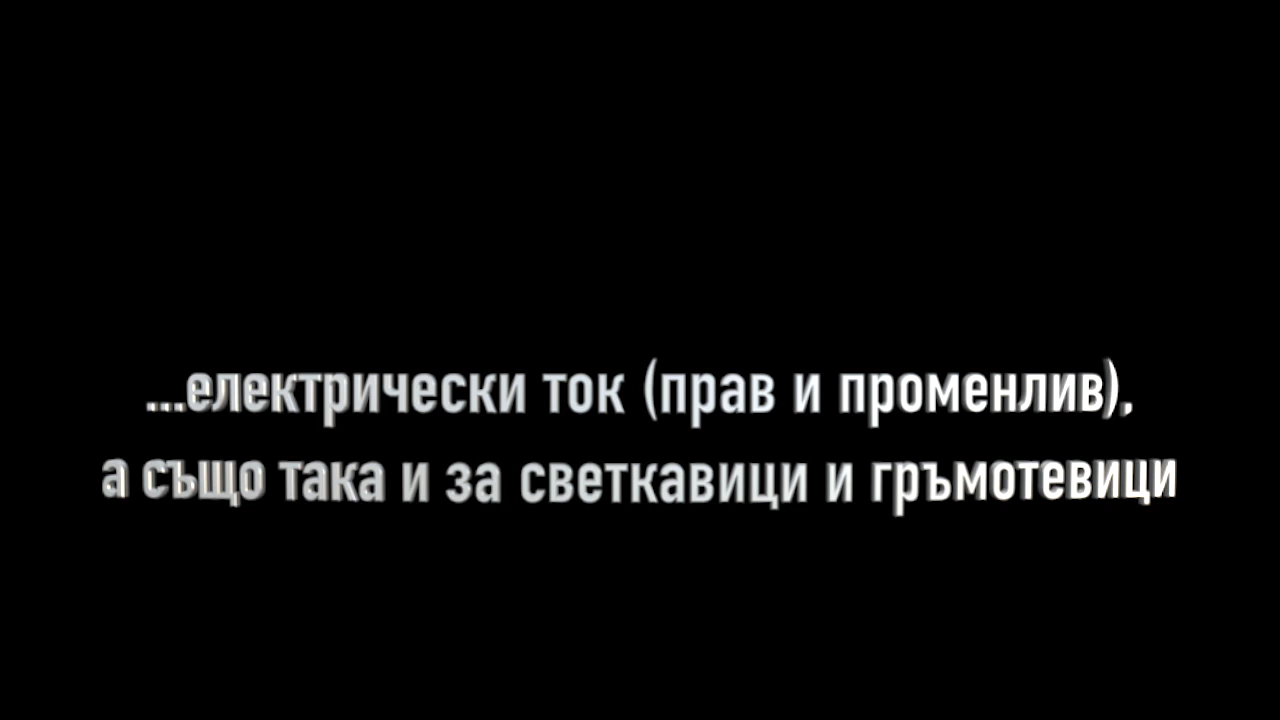 ...електрически ток (прав и променлив),
а също така и за светкавици и гръмотевици